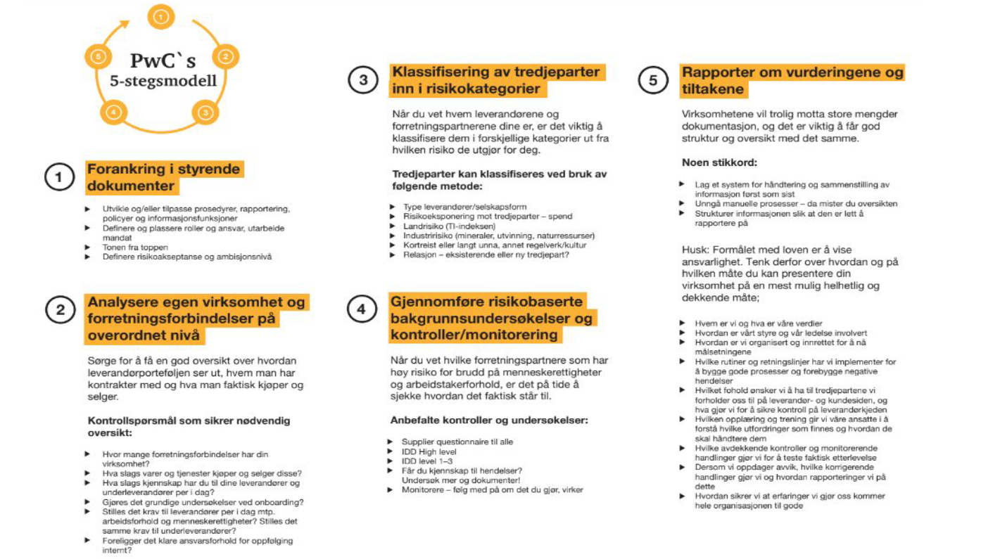 1
2
3
4
5
PwC`s
5-stegsmodell
1
Forankring i styrende
dokumenter
► Utvikle og/eller tilpasse prosedyrer, rapportering,
policyer og informasjonsfunksjoner
► Definere og plassere roller og ansvar, utarbeide
mandat
► Tonen fra toppen
► Definere risikoakseptanse og ambisjonsnivå
2
Analysere egen virksomhet og
forretningsforbindelser på
overordnet nivå
Sørge for å få en god oversikt over hvordan
leverandørporteføljen ser ut, hvem man har
kontrakter med og hva man faktisk kjøper og
selger.
Kontrollspørsmål som sikrer nødvendig
oversikt:
► Hvor mange forretningsforbindelser har din
virksomhet?
► Hva slags varer og tjenester kjøper og selger disse?
► Hva slags kjennskap har du til dine leverandører og
underleverandører per i dag?
► Gjøres det grundige undersøkelser ved onboarding?
► Stilles det krav til leverandører per i dag mtp.
arbeidsforhold og menneskerettigheter? Stilles det
samme krav til underleverandører?
► Foreligger det klare ansvarsforhold for oppfølging
internt?
3
Klassifisering av tredjeparter
inn i risikokategorier
Når du vet hvem leverandørene og
forretningspartnerene dine er, er det viktig å
klassifisere dem i forskjellige kategorier ut fra
hvilken risiko de utgjør for deg.
Tredjeparter kan klassifiseres ved bruk av
følgende metode:
► Type leverandører/selskapsform
► Risikoeksponering mot tredjeparter – spend
► Landrisiko (TI-indeksen)
► Industririsiko (mineraler, utvinning, naturressurser)
► Kortreist eller langt unna, annet regelverk/kultur
► Relasjon – eksisterende eller ny tredjepart?
4
Gjennomføre risikobaserte
bakgrunnsundersøkelser og
kontroller/monitorering
Når du vet hvilke forretningspartnere som har
høy risiko for brudd på menneskerettigheter
og arbeidstakerforhold, er det på tide å
sjekke hvordan det faktisk står til.
Anbefalte kontroller og undersøkelser:
► Supplier questionnaire til alle
► IDD High level
► IDD level 1–3
► Får du kjennskap til hendelser?
Undersøk mer og dokumenter!
► Monitorere – følg med på om det du gjør, virker
5
Rapporter om vurderingene og
tiltakene
Virksomhetene vil trolig motta store mengder
dokumentasjon, og det er viktig å får god
struktur og oversikt med det samme.
Noen stikkord:
► Lag et system for håndtering og sammenstilling av
informasjon først som sist
► Unngå manuelle prosesser – da mister du oversikten
► Strukturer informasjonen slik at den er lett å
rapportere på
Husk: Formålet med loven er å vise
ansvarlighet. Tenk derfor over hvordan og på
hvilken måte du kan presentere din
virksomhet på en mest mulig helhetlig og
dekkende måte;
► Hvem er vi og hva er våre verdier
► Hvordan er vårt styre og vår ledelse involvert
► Hvordan er vi organisert og innrettet for å nå
målsetningene
► Hvilke rutiner og retningslinjer har vi implementer for
å bygge gode prosesser og forebygge negative
hendelser
► Hvilket fohold ønsker vi å ha til tredjepartene vi
forholder oss til på leverandør- og kundesiden, og
hva gjør vi for å sikre kontroll på leverandørkjeden
► Hvilken opplæring og trening gir vi våre ansatte i å
forstå hvilke utfordringer som finnes og hvordan de
skal håndtere dem
► Hvilke avdekkende kontroller og monitorerende
handlinger gjør vi for å teste faktisk etterlevelse
► Dersom vi oppdager avvik, hvilke korrigerende
handlinger gjør vi og hvordan rapporteringer vi på
dette
► Hvordan sikrer vi at erfaringer vi gjør oss kommer
hele organisasjonen til gode